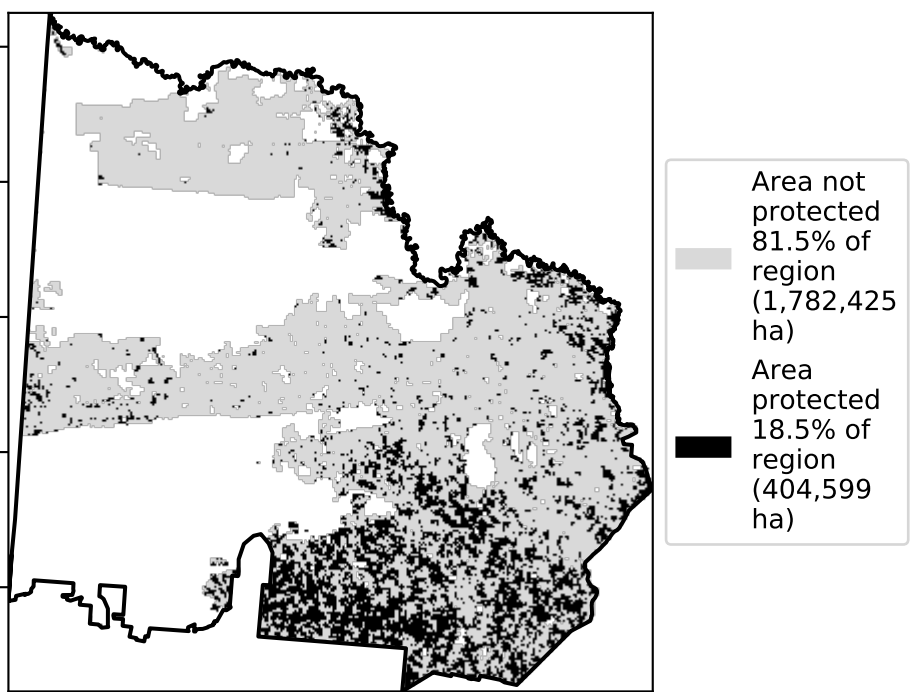 Area not
protected
81.5% of
region
(1,782,425
ha)
Area
protected
18.5% of
region
(404,599
ha)